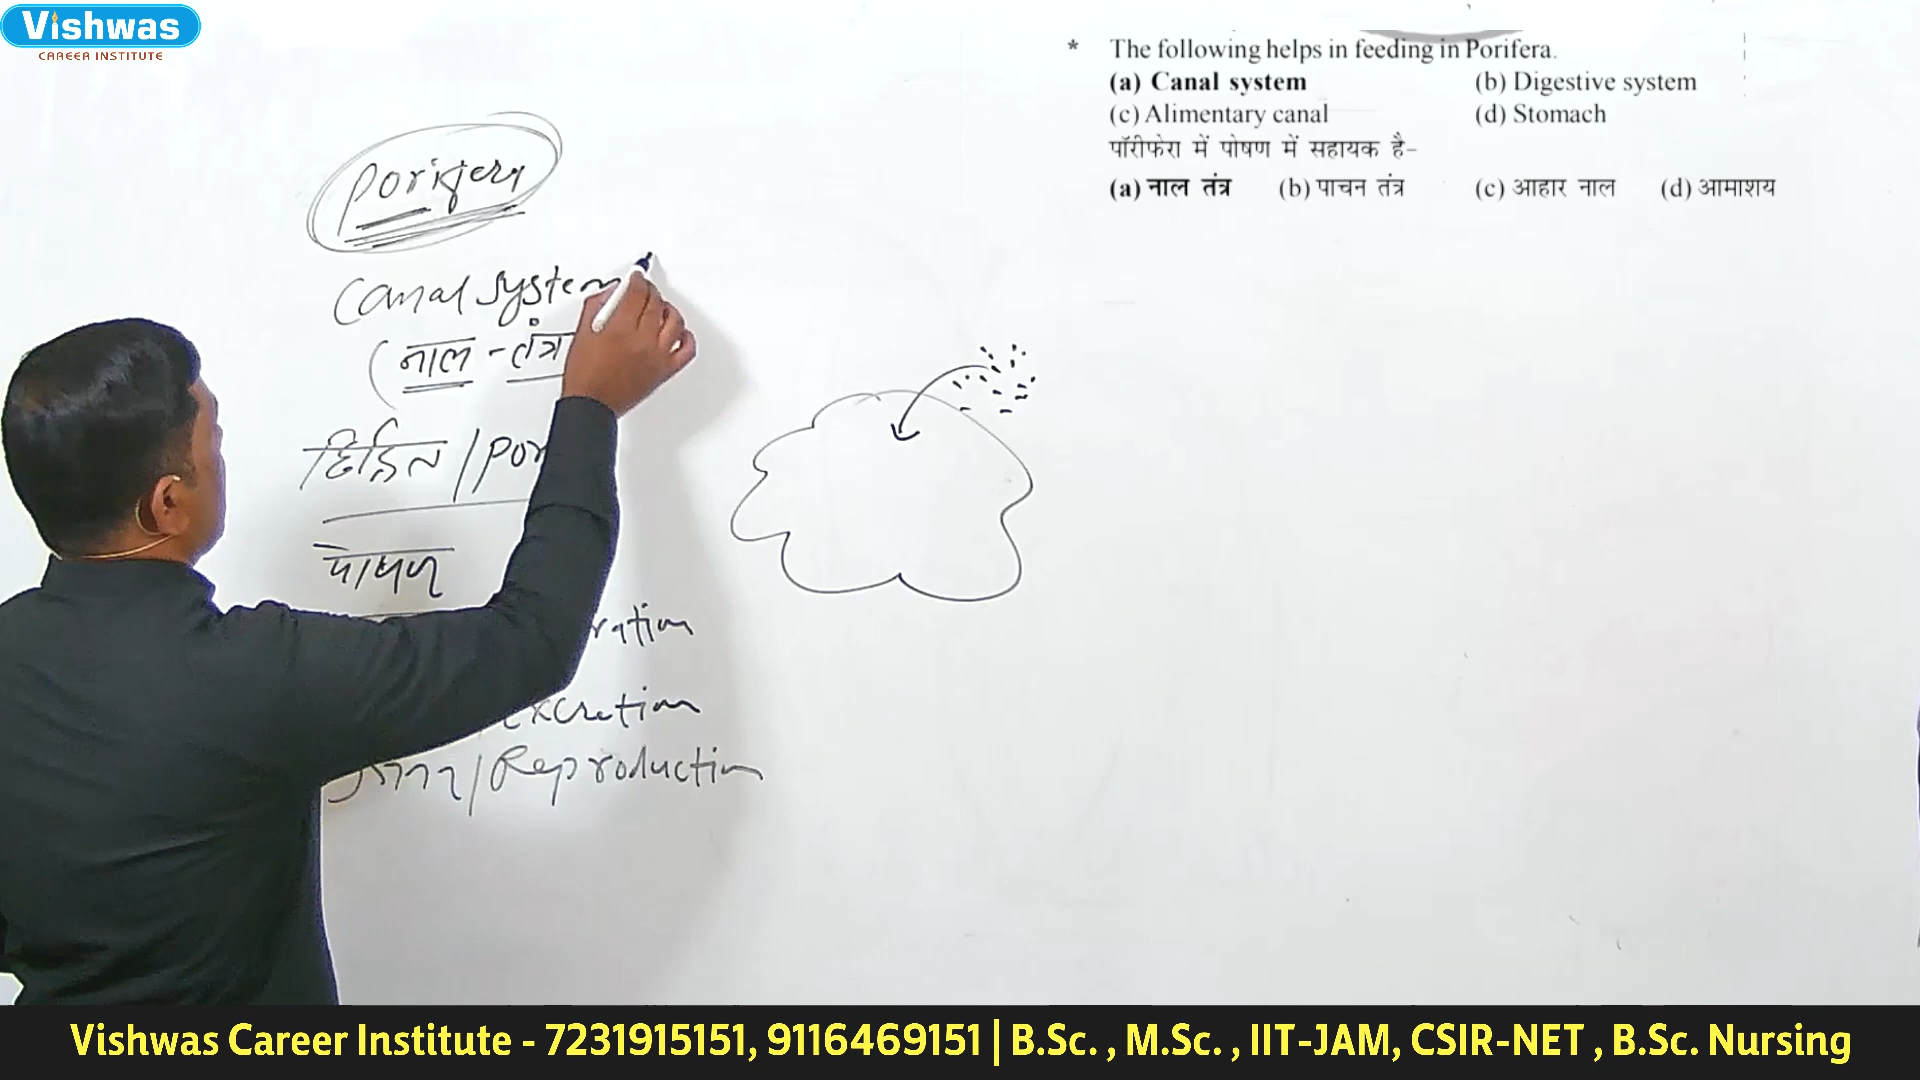 Vishwas
CAREER INSTITUTE
* The following helps in feeding in Porifera.
(a) Canal system (b) Digestive system
(c) Alimentary canal (d) Stomach
पॉरीफेरा में पोषण में सहायक है-
(a) नाल तंत्र (b) पाचन तंत्र (c) आहार नाल (d) आमाशय
Porifera
Canal system
(नाल - तंत्र
पोषण
Excretion
/ Reproduction
Vishwas Career Institute - 7231915151, 9116469151 | B.Sc. , M.Sc. , IIT-JAM, CSIR-NET , B.Sc. Nursing